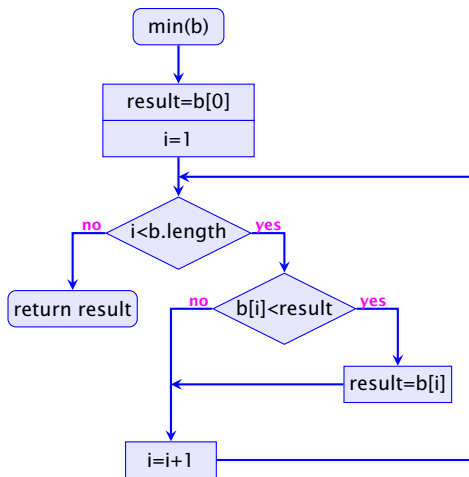 min(b)
result=b[0]
i=1
no
i<b.length
yes
return result
no
b[i]<result
yes
result=b[i]
i=i+1